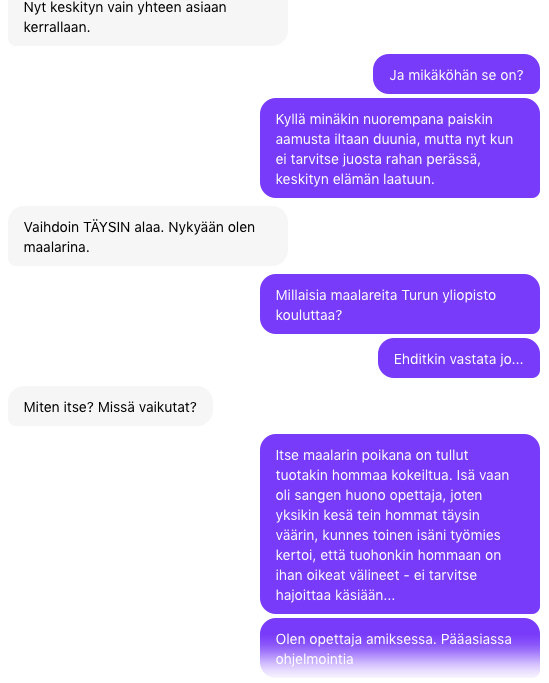 Nyt keskityn vain yhteen asiaan
kerrallaan.
Ja mikäköhän se on?
Kyllä minäkin nuorempana paiskin
aamusta iltaan duunia, mutta nyt kun
ei tarvitse juosta rahan perässä,
keskityn elämän laatuun.
Vaihdoin TÄYSIN alaa. Nykyään olen
maalarina.
Millaisia maalareita Turun yliopisto
kouluttaa?
Ehditkin vastata jo...
Miten itse? Missä vaikutat?
Itse maalarin poikana on tullut
tuotakin hommaa kokeiltua. Isä vaan
oli sangen huono opettaja, joten
yksikin kesä tein hommat täysin
väärin, kunnes toinen isäni työmies
kertoi, että tuohonkin hommaan on
ihan oikeat välineet - ei tarvitse
hajoittaa käsiään...
Olen opettaja amiksessa. Pääasiassa
ohjelmointia